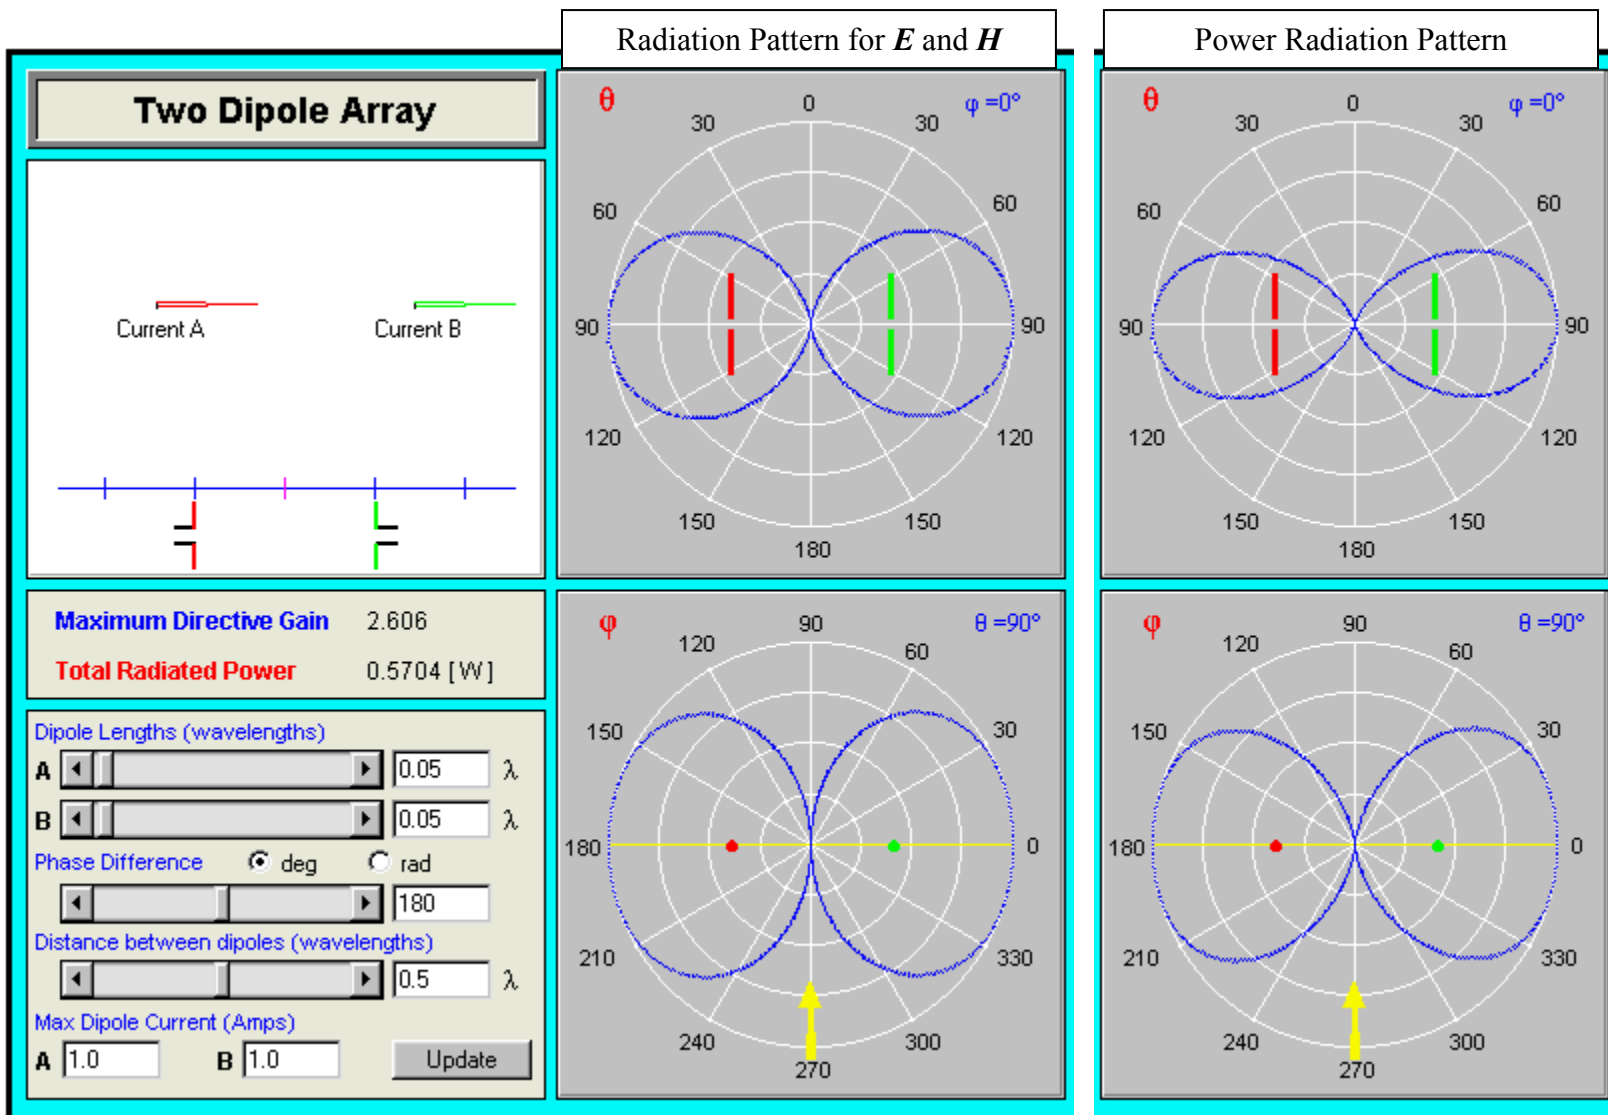 Radiation Pattern for E and H
Power Radiation Pattern
Two Dipole Array
Current A
Current B
Maximum Directive Gain 2.606
Total Radiated Power 0.5704 [W]
Dipole Lengths (wavelengths)
A 0.05 λ
B 0.05 λ
Phase Difference deg rad
180
Distance between dipoles (wavelengths)
0.5 λ
Max Dipole Current (Amps)
A 1.0 B 1.0 Update
θ 0 φ =0°
30 30
60 60
90 90
120 120
150 150
180
θ 0 φ =0°
30 30
60 60
90 90
120 120
150 150
180
φ 90 θ =90°
120 60
150 30
180 0
210 330
240 300
270
φ 90 θ =90°
120 60
150 30
180 0
210 330
240 300
270